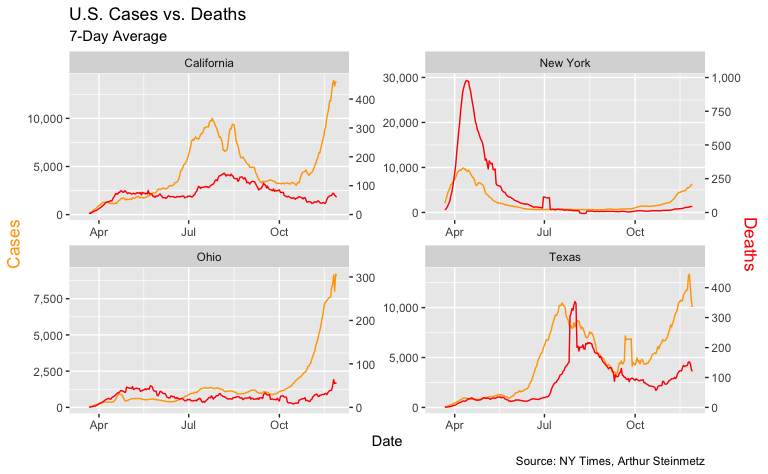 U.S. Cases vs. Deaths
7-Day Average
California
New York
10,000
5,000
0
400
300
200
100
0
30,000
20,000
10,000
0
1,000
750
500
250
0
Apr Jul Oct
Apr Jul Oct
Cases
Deaths
Ohio
Texas
7,500
5,000
2,500
0
300
200
100
0
10,000
5,000
0
400
300
200
100
0
Apr Jul Oct
Apr Jul Oct
Date
Source: NY Times, Arthur Steinmetz